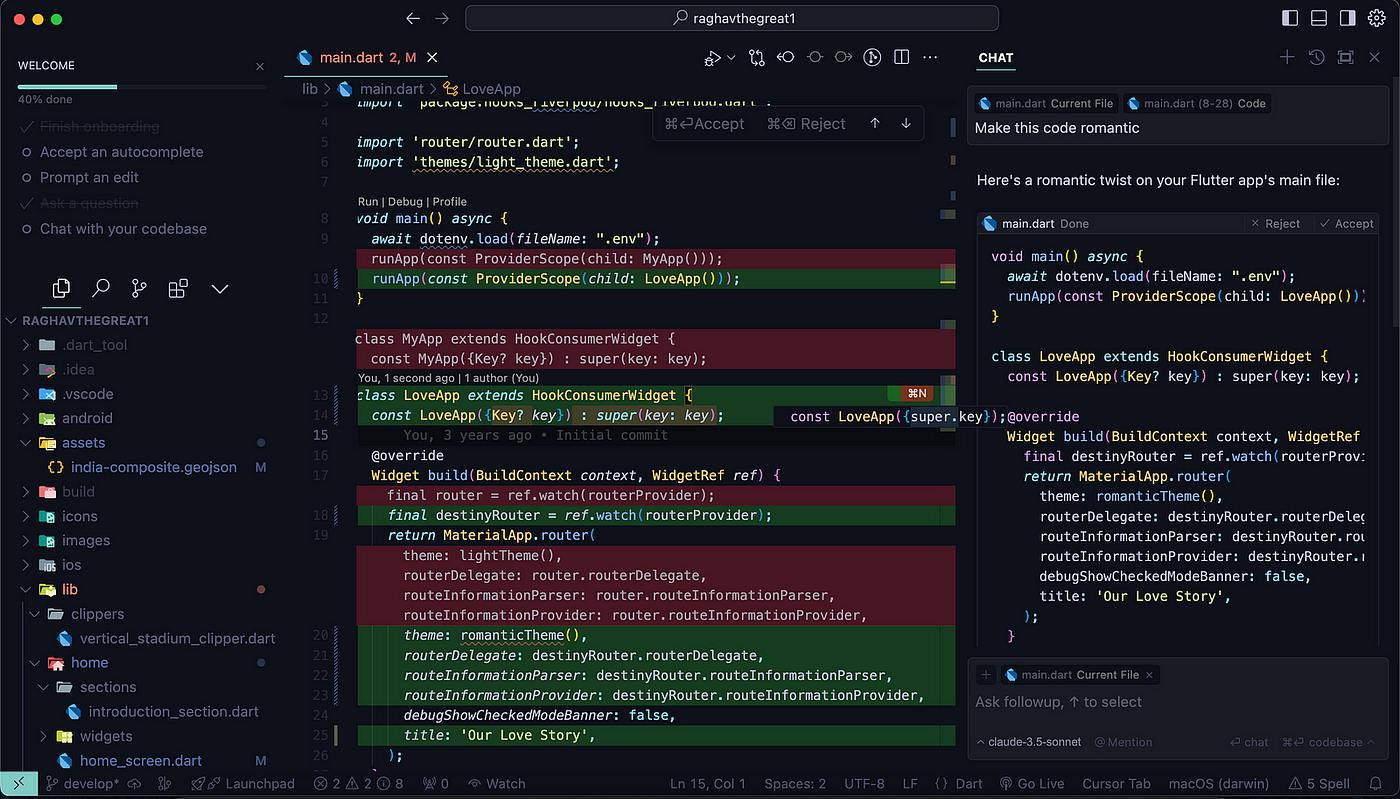 raghavthegreat1
WELCOME
40% done
Finish onboarding
Accept an autocomplete
Prompt an edit
Ask a question
Chat with your codebase
RAGHAVTHEGREAT1
.dart_tool
.idea
.vscode
android
assets
india-composite.geojson M
build
icons
images
ios
lib
clippers
vertical_stadium_clipper.dart
home
sections
introduction_section.dart
widgets
home_screen.dart M
main.dart 2, M
lib > main.dart > LoveApp
3 import 'package:hooks_riverpod/hooks_riverpod.dart';
⌘⏎Accept ⌘⌫ Reject ↑ ↓
4
5 import 'router/router.dart';
6 import 'themes/light_theme.dart';
7
Run | Debug | Profile
8 void main() async {
9 await dotenv.load(fileName: ".env");
runApp(const ProviderScope(child: MyApp()));
10 runApp(const ProviderScope(child: LoveApp()));
11 }
12
class MyApp extends HookConsumerWidget {
const MyApp({Key? key}) : super(key: key);
You, 1 second ago | 1 author (You)
13 class LoveApp extends HookConsumerWidget { ⌘N
14 const LoveApp({Key? key}) : super(key: key); const LoveApp({super.key});
15 You, 3 years ago • Initial commit
16 @override
17 Widget build(BuildContext context, WidgetRef ref) {
final router = ref.watch(routerProvider);
18 final destinyRouter = ref.watch(routerProvider);
19 return MaterialApp.router(
theme: lightTheme(),
routerDelegate: router.routerDelegate,
routeInformationParser: router.routeInformationParser,
routeInformationProvider: router.routeInformationProvider,
20 theme: romanticTheme(),
21 routerDelegate: destinyRouter.routerDelegate,
22 routeInformationParser: destinyRouter.routeInformationParser,
23 routeInformationProvider: destinyRouter.routeInformationProvider,
24 debugShowCheckedModeBanner: false,
25 title: 'Our Love Story',
26 );
CHAT
main.dart Current File main.dart (8-28) Code
Make this code romantic
Here's a romantic twist on your Flutter app's main file:
main.dart Done × Reject ✓ Accept
void main() async {
await dotenv.load(fileName: ".env");
runApp(const ProviderScope(child: LoveApp())
}
class LoveApp extends HookConsumerWidget {
const LoveApp({Key? key}) : super(key: key);
@override
Widget build(BuildContext context, WidgetRef
final destinyRouter = ref.watch(routerProvi
return MaterialApp.router(
theme: romanticTheme(),
routerDelegate: destinyRouter.routerDeleg
routeInformationParser: destinyRouter.rou
routeInformationProvider: destinyRouter.r
debugShowCheckedModeBanner: false,
title: 'Our Love Story',
);
}
+ main.dart Current File ×
Ask followup, ↑ to select
^ claude-3.5-sonnet @ Mention ⏎ chat ⌘⏎ codebase ^
develop* Launchpad 2 2 8 0 Watch Ln 15, Col 1 Spaces: 2 UTF-8 LF {} Dart Go Live Cursor Tab macOS (darwin) 5 Spell